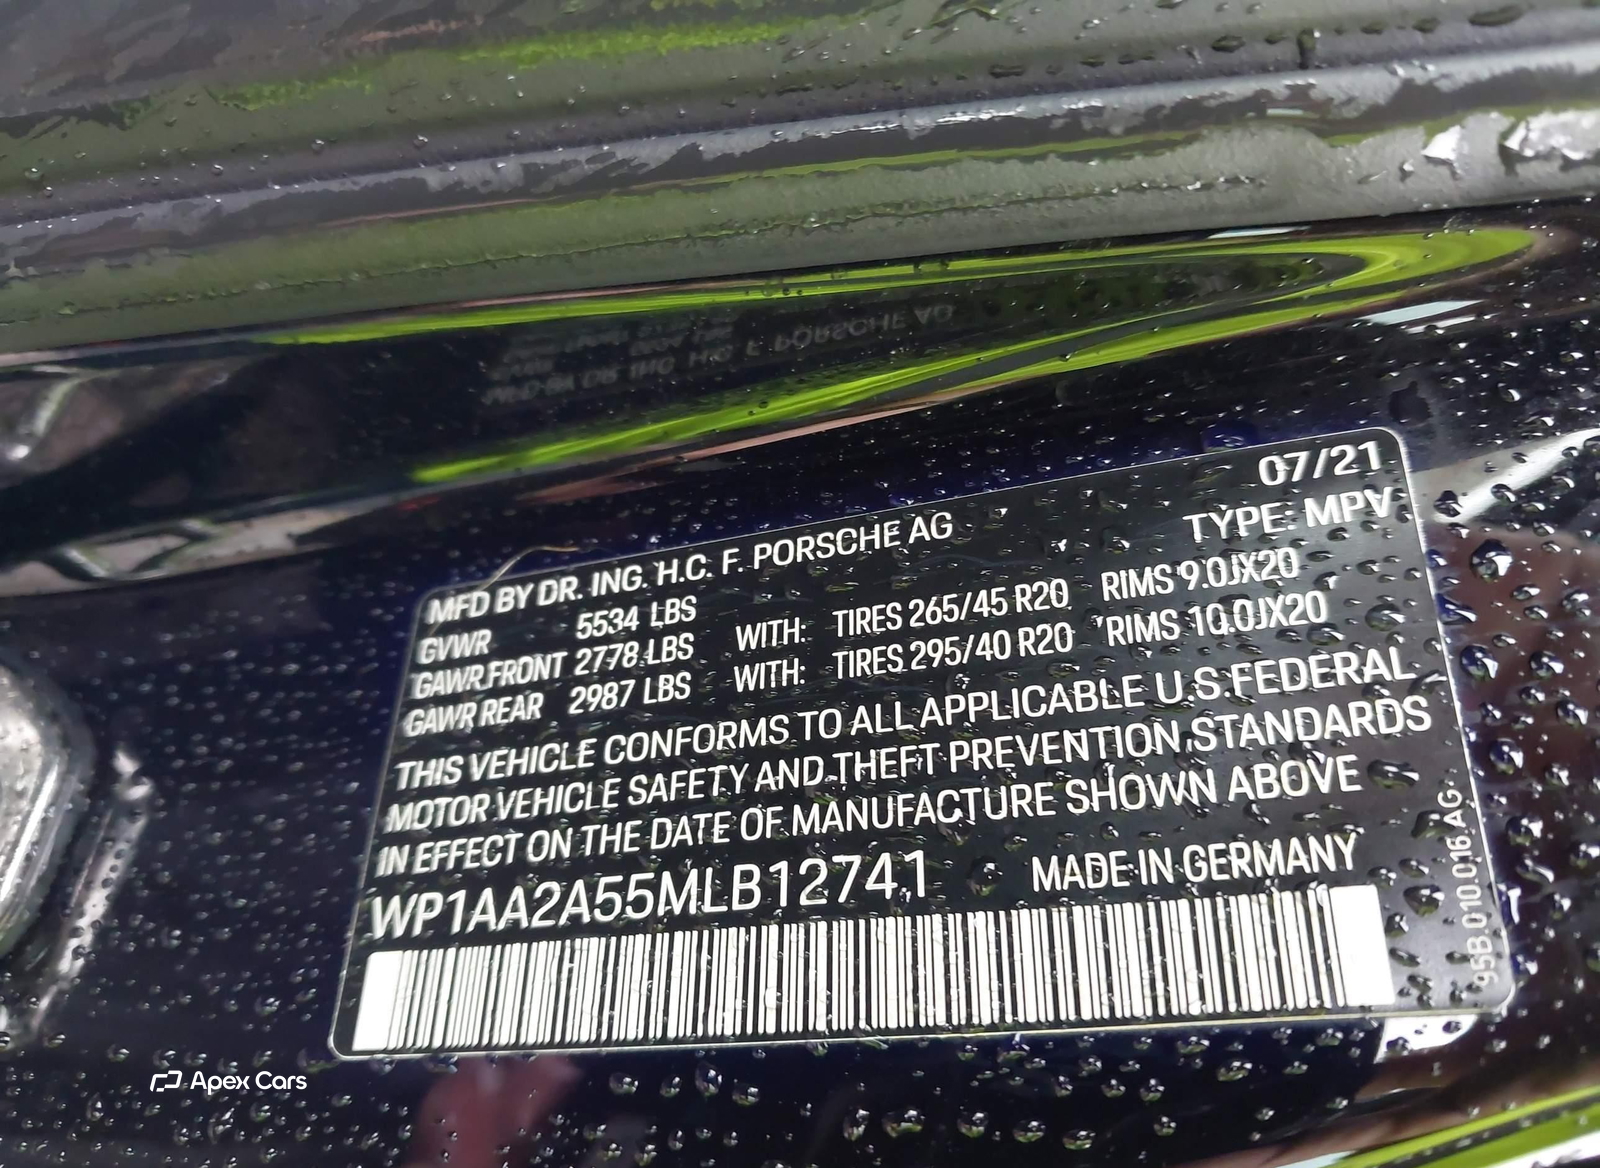 07/21
MFD BY DR. ING. H.C. F. PORSCHE AG TYPE: MPV
GVWR 5534 LBS
GAWR FRONT 2778 LBS WITH: TIRES 265/45 R20 RIMS 9.0JX20
GAWR REAR 2987 LBS WITH: TIRES 295/40 R20 RIMS 10.0JX20
THIS VEHICLE CONFORMS TO ALL APPLICABLE U.S. FEDERAL
MOTOR VEHICLE SAFETY AND THEFT PREVENTION STANDARDS
IN EFFECT ON THE DATE OF MANUFACTURE SHOWN ABOVE
WP1AA2A55MLB12741 MADE IN GERMANY
95B.010.016.AG
Apex Cars